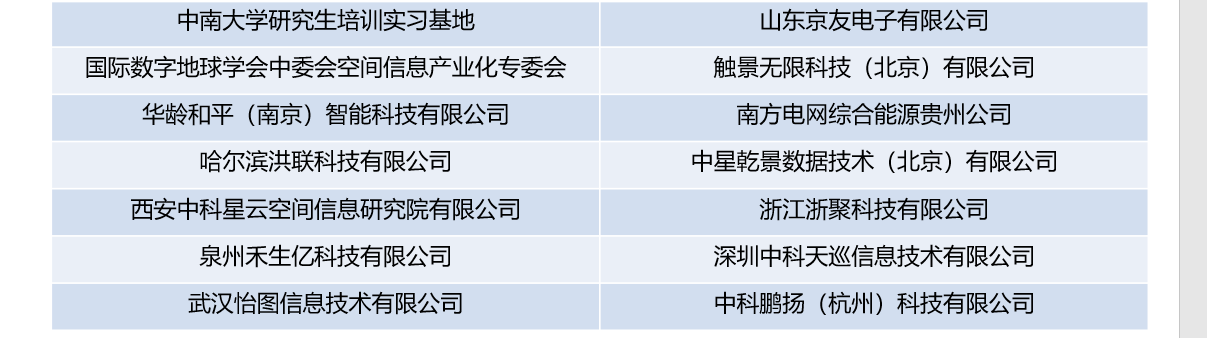 中南大学研究生培训实习基地
山东京友电子有限公司
国际数字地球学会中委会空间信息产业化专委会
触景无限科技（北京）有限公司
华龄和平（南京）智能科技有限公司
南方电网综合能源贵州公司
哈尔滨洪联科技有限公司
中星乾景数据技术（北京）有限公司
西安中科星云空间信息研究院有限公司
浙江浙聚科技有限公司
泉州禾生亿科技有限公司
深圳中科天巡信息技术有限公司
武汉怡图信息技术有限公司
中科鹏扬（杭州）科技有限公司